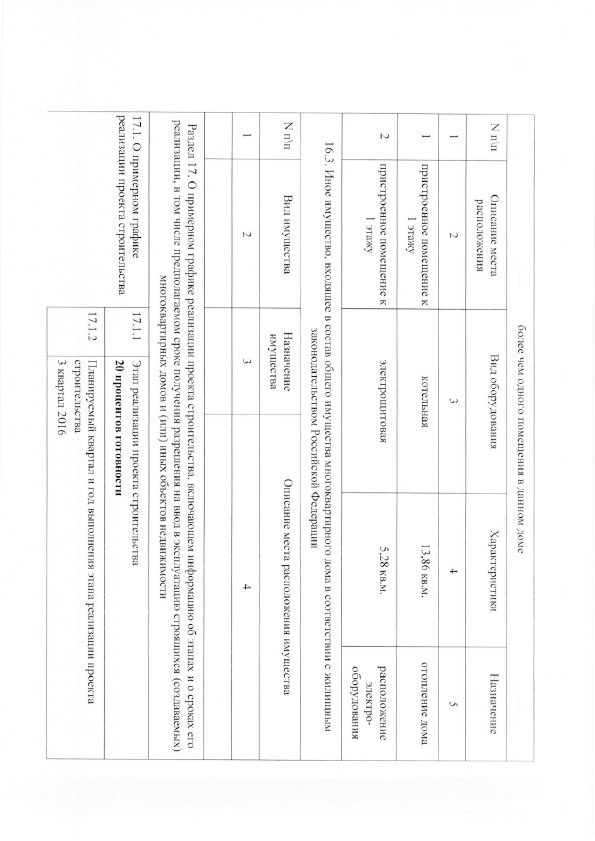 более чем одного помещения в данном доме
N п\п Описание места расположения Вид оборудования Характеристики Назначение
1 2 3 4 5
1 пристроенное помещение к 1 этажу котельная 13,86 кв.м. отопление дома
2 пристроенное помещение к 1 этажу электрощитовая 5,28 кв.м. расположение электро- оборудования
16.3. Иное имущество, входящее в состав общего имущества многоквартирного дома в соответствии с жилищным
законодательством Российской Федерации
N п\п Вид имущества Назначение имущества Описание места расположения имущества
1 2 3 4
Раздел 17. О примерном графике реализации проекта строительства, включающем информацию об этапах и о сроках его
реализации, в том числе предполагаемом сроке получения разрешения на ввод в эксплуатацию строящихся (создаваемых)
многоквартирных домов и (или) иных объектов недвижимости
17.1. О примерном графике
реализации проекта строительства
17.1.1 Этап реализации проекта строительства
20 процентов готовности
17.1.2 Планируемый квартал и год выполнения этапа реализации проекта
строительства
3 квартал 2016